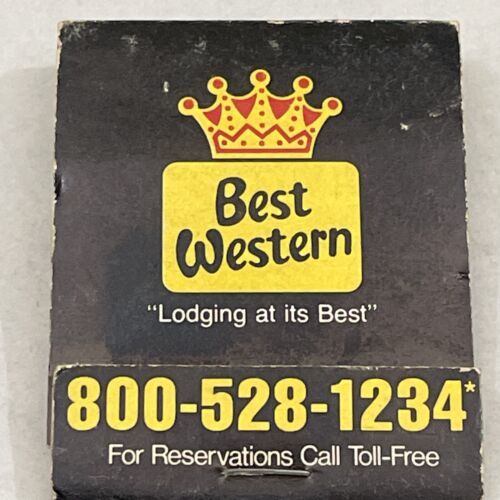 Best
Western
"Lodging at its Best"
800-528-1234*
For Reservations Call Toll-Free